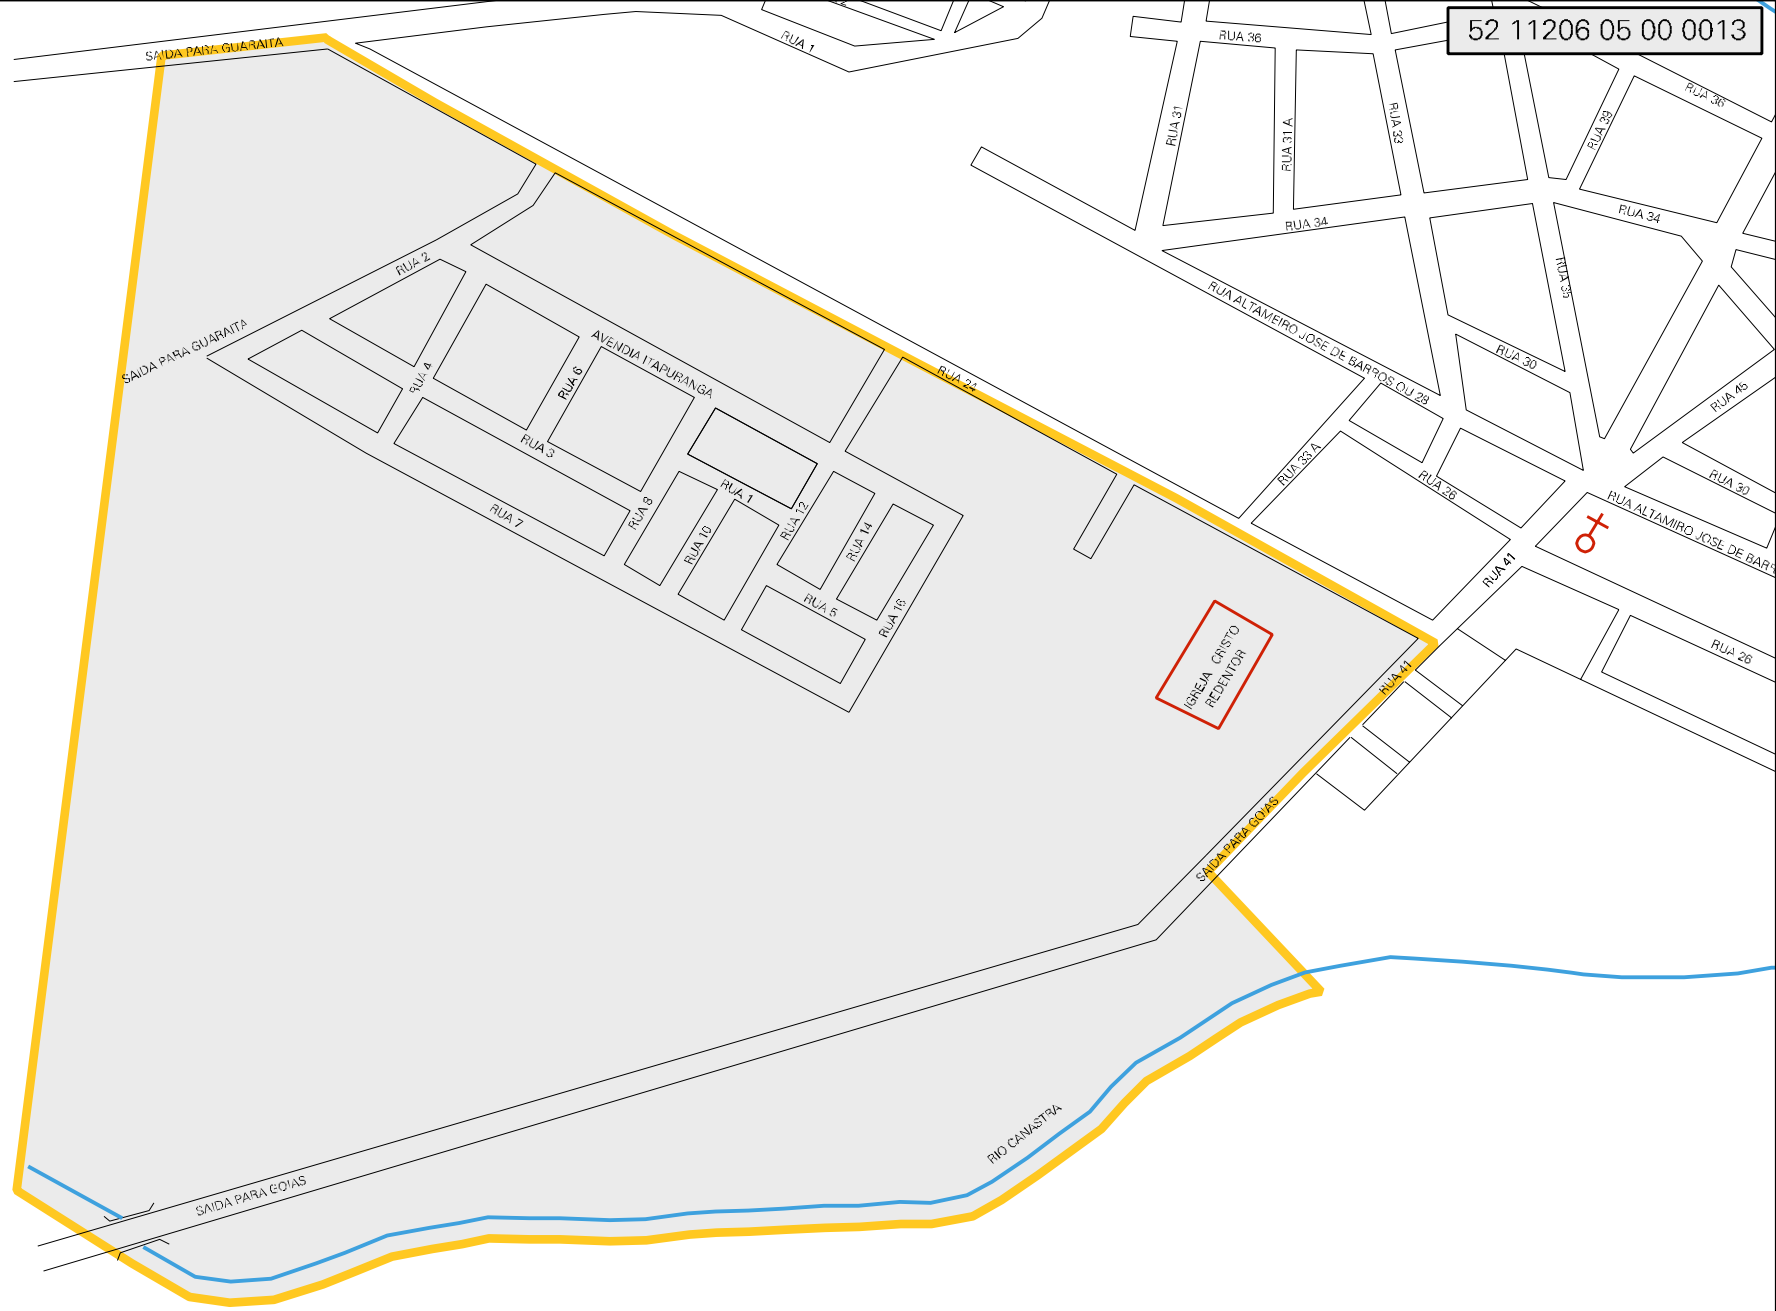 52 11206 05 00 0013
SAIDA PARA GUARAITA
RUA 1
RUA 36
RUA 36
RUA 31
RUA 31 A
RUA 33
RUA 39
RUA 34
RUA 34
RUA 2
RUA 35
SAIDA PARA GUARAITA
RUA ALTAMEIRO JOSE DE BARROS OU 28
AVENDIA ITAPURANGA
RUA 4
RUA 6
RUA 24
RUA 30
RUA 45
RUA 3
RUA 33 A
RUA 26
RUA 30
RUA 7
RUA 8
RUA 1
RUA 10
RUA 12
RUA 14
RUA ALTAMIRO JOSE DE BARR
RUA 41
RUA 5
RUA 16
IGREJA CRISTO
REDENTOR
RUA 26
RUA 41
SAIDA PARA GOIAS
RIO CANASTRA
SAIDA PARA GOIAS